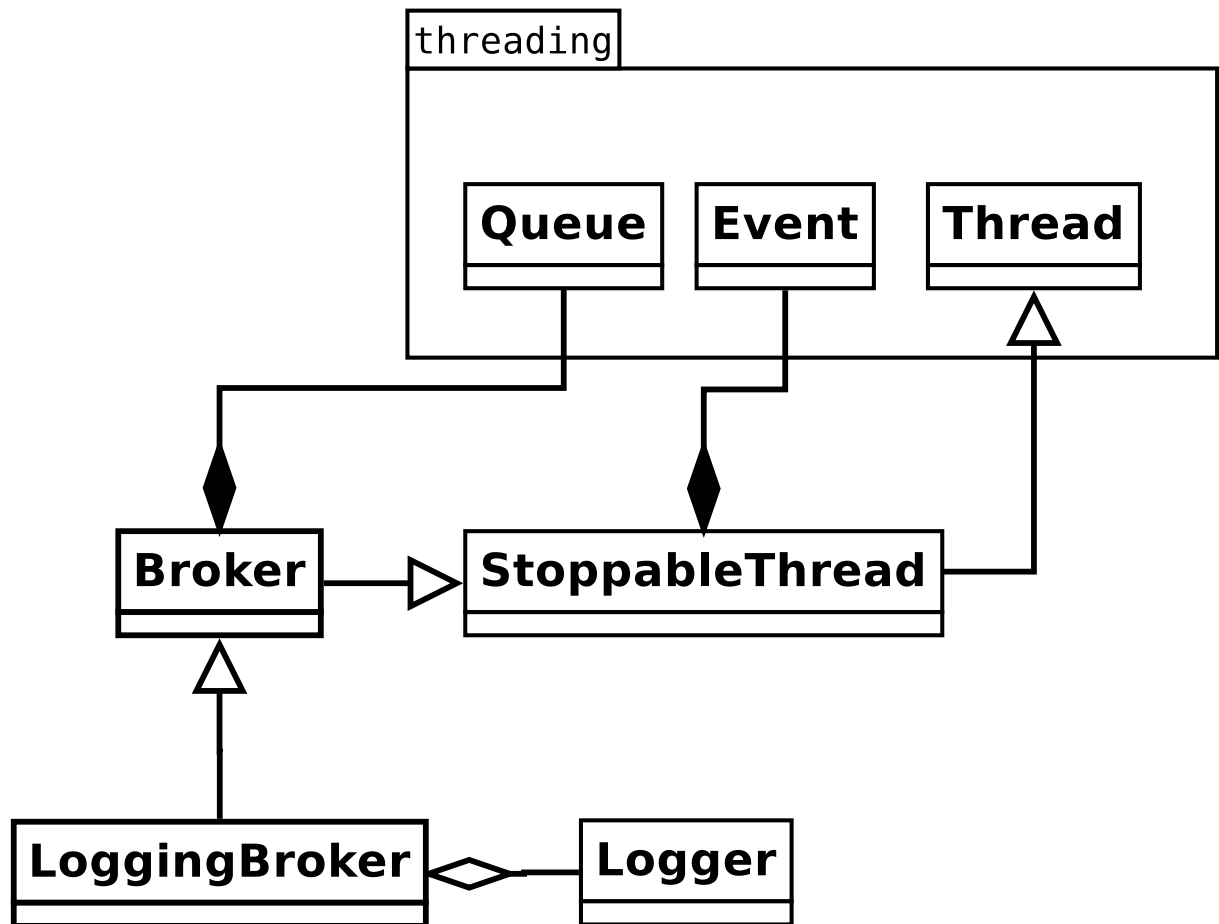 threading
Queue
Event
Thread
Broker
StoppableThread
LoggingBroker
Logger